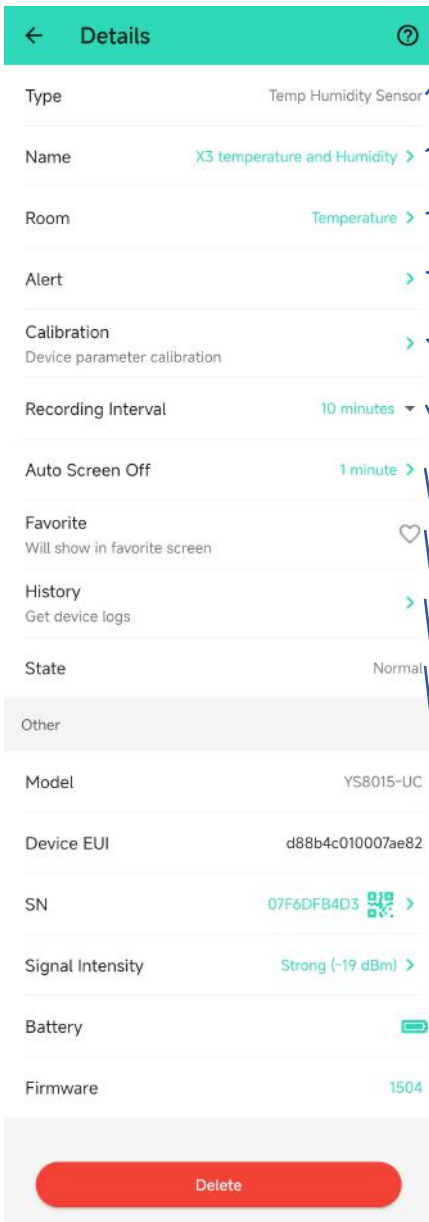 Details
Type Temp Humidity Sensor
Name X3 temperature and Humidity
Room Temperature
Alert
Calibration
Device parameter calibration
Recording Interval 10 minutes
Auto Screen Off 1 minute
Favorite
Will show in favorite screen
History
Get device logs
State Normal
Other
Model YS8015-UC
Device EUI d88b4c010007ae82
SN 07F6DFB4D3
Signal Intensity Strong (-19 dBm)
Battery
Firmware 1504
Delete